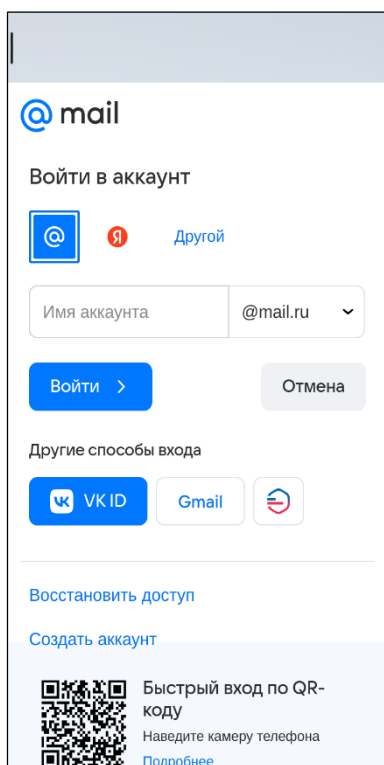 @ mail
Войти в аккаунт
@ Я Другой
Имя аккаунта @mail.ru
Войти Отмена
Другие способы входа
VK VK ID Gmail
Восстановить доступ
Создать аккаунт
Быстрый вход по QR-
коду
Наведите камеру телефона
Подробнее